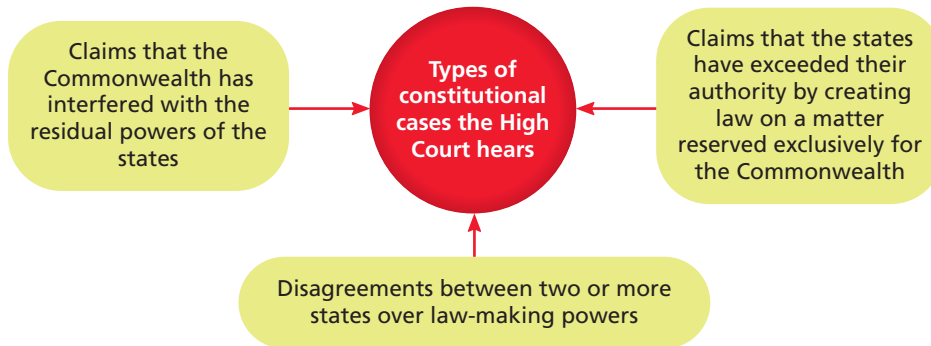 Claims that the
Commonwealth has
interfered with the
residual powers of the
states
Types of
constitutional
cases the High
Court hears
Claims that the states
have exceeded their
authority by creating
law on a matter
reserved exclusively for
the Commonwealth
Disagreements between two or more
states over law-making powers